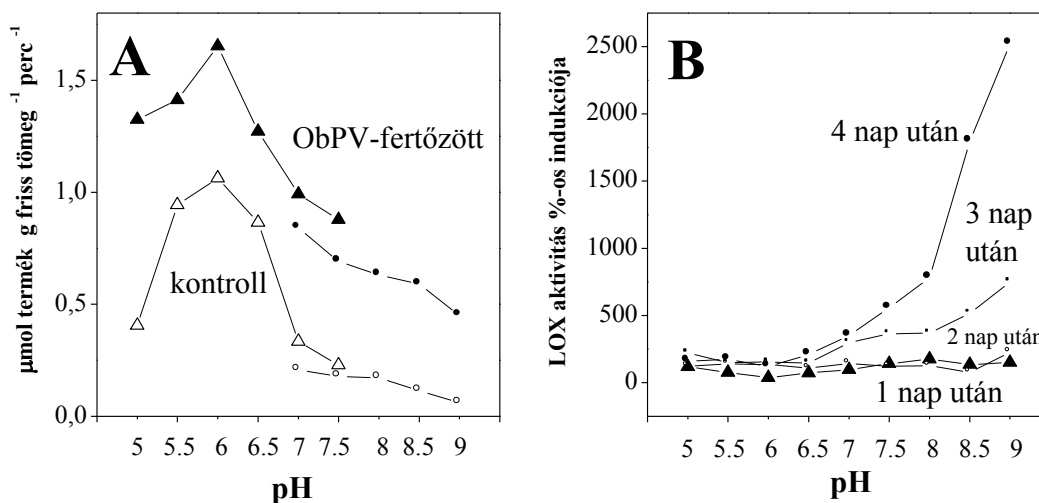 A
µmol termék g friss tömeg ⁻¹ perc ⁻¹
1,5
1,0
0,5
0,0
ObPV-fertőzött
kontroll
5 5.5 6 6.5 7 7.5 8 8.5 9
pH
B
LOX aktivitás %-os indukciója
2500
2000
1500
1000
500
0
4 nap után
3 nap
után
2 nap után
1 nap után
5 5.5 6 6.5 7 7.5 8 8.5 9
pH